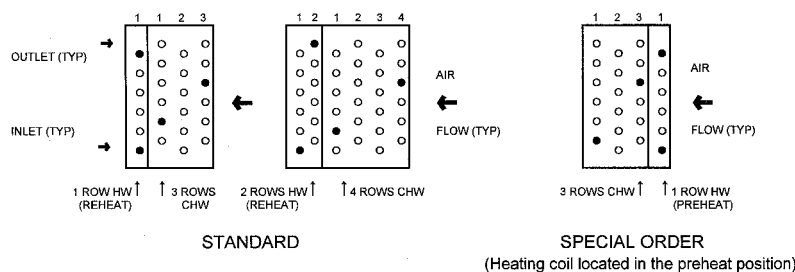 1 1 2 3
1 2 1 2 3 4
1 2 3 1
OUTLET (TYP)
INLET (TYP)
AIR
FLOW (TYP)
AIR
FLOW (TYP)
1 ROW HW
(REHEAT)
3 ROWS
CHW
2 ROWS HW
(REHEAT)
4 ROWS CHW
3 ROWS CHW
1 ROW HW
(PREHEAT)
STANDARD
SPECIAL ORDER
(Heating coil located in the preheat position)